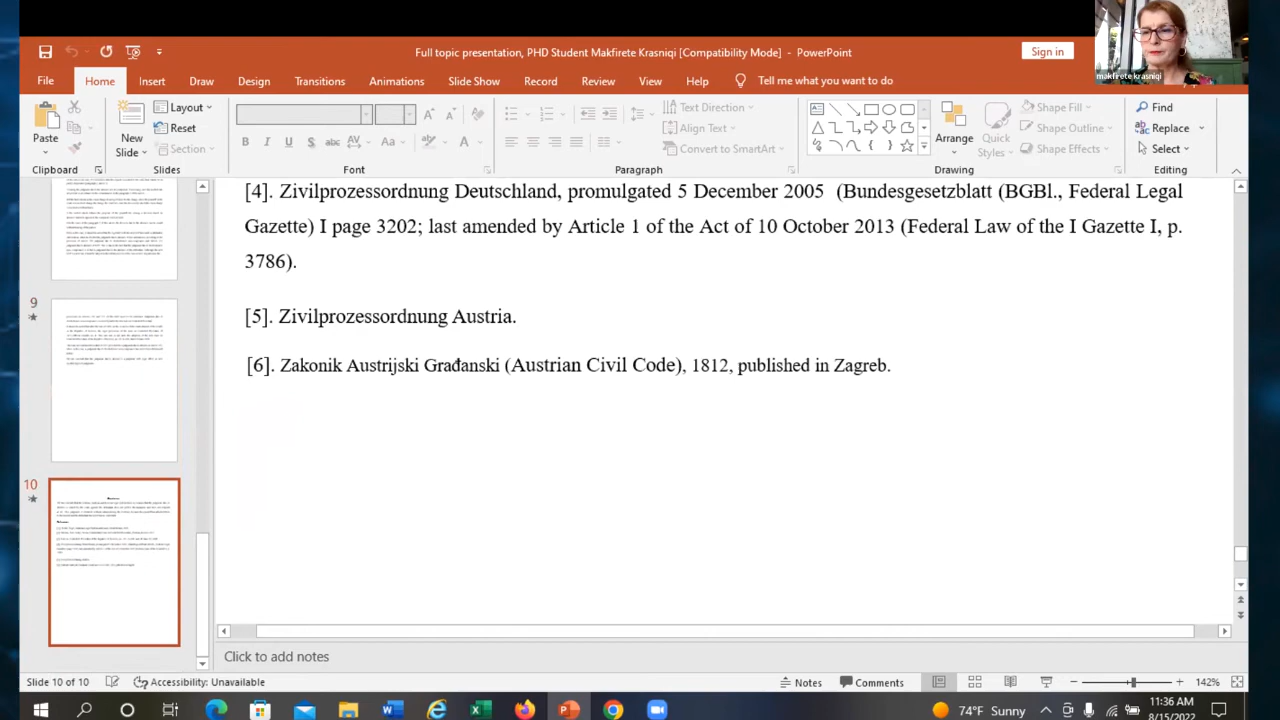 makfirete krasniqi
Full topic presentation, PHD Student Makfirete Krasniqi [Compatibility Mode] - PowerPoint
Sign in
File Home Insert Draw Design Transitions Animations Slide Show Record Review View Help Tell me what you want to do
Paste
Clipboard
New
Slide
Layout
Reset
Section
Slides
B I U S abc AV Aa A
Font
Text Direction
Align Text
Convert to SmartArt
Paragraph
Arrange
Quick
Styles
Shape Fill
Shape Outline
Shape Effects
Drawing
Find
Replace
Select
Editing
9
10
[4]. Zivilprozessordnung Deutschland, promulgated 5 December 2005 (Bundesgesetzblatt (BGBl., Federal Legal
Gazette) I page 3202; last amended by Article 1 of the Act of 10 October 2013 (Federal Law of the I Gazette I, p.
3786).
[5]. Zivilprozessordnung Austria.
[6]. Zakonik Austrijski Građanski (Austrian Civil Code), 1812, published in Zagreb.
Click to add notes
Slide 10 of 10
Accessibility: Unavailable
Notes
Comments
142%
74°F Sunny
11:36 AM
8/15/2022